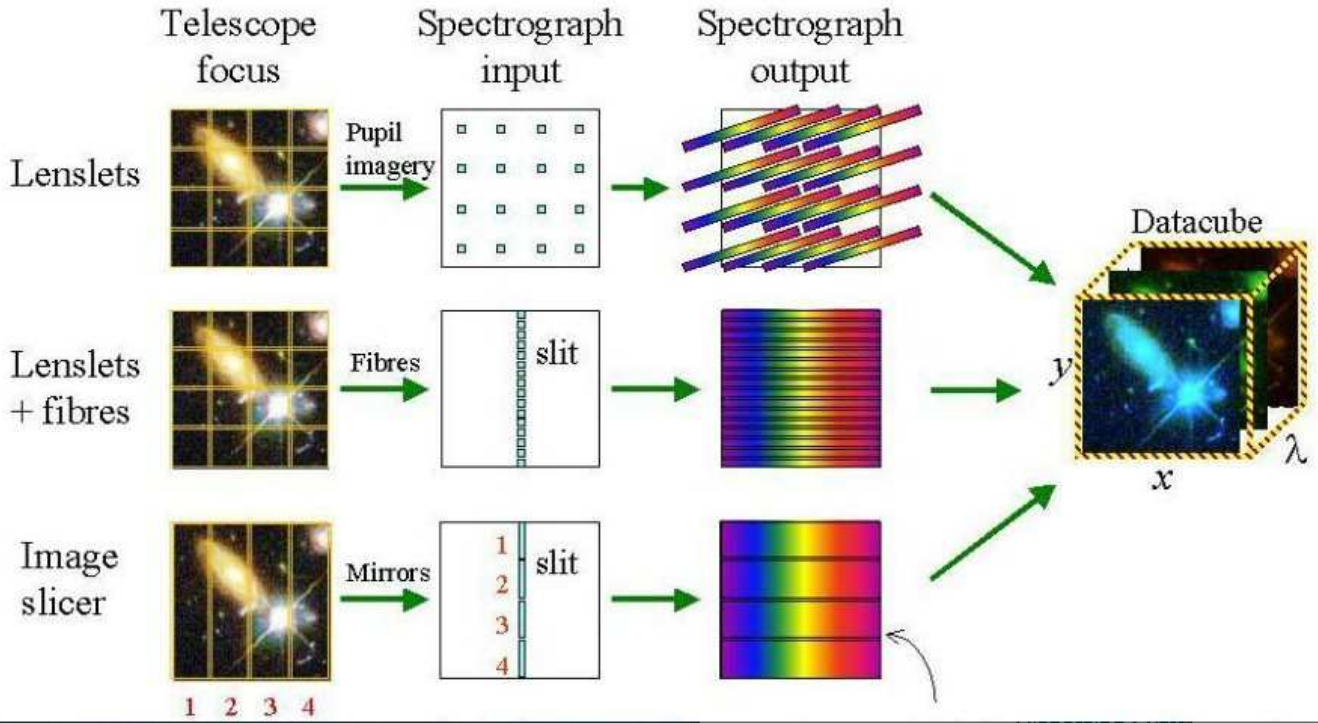 Telescope focus
Spectrograph input
Spectrograph output
Lenslets
Pupil imagery
Datacube
Lenslets + fibres
Fibres
slit
y
x
λ
Image slicer
Mirrors
1
2
3
4
slit
1 2 3 4